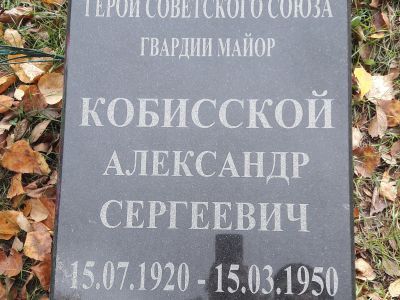 ГЕРОЙ СОВЕТСКОГО СОЮЗА
ГВАРДИИ МАЙОР
КОБИССКОЙ
АЛЕКСАНДР
СЕРГЕЕВИЧ
15.07.1920 - 15.03.1950